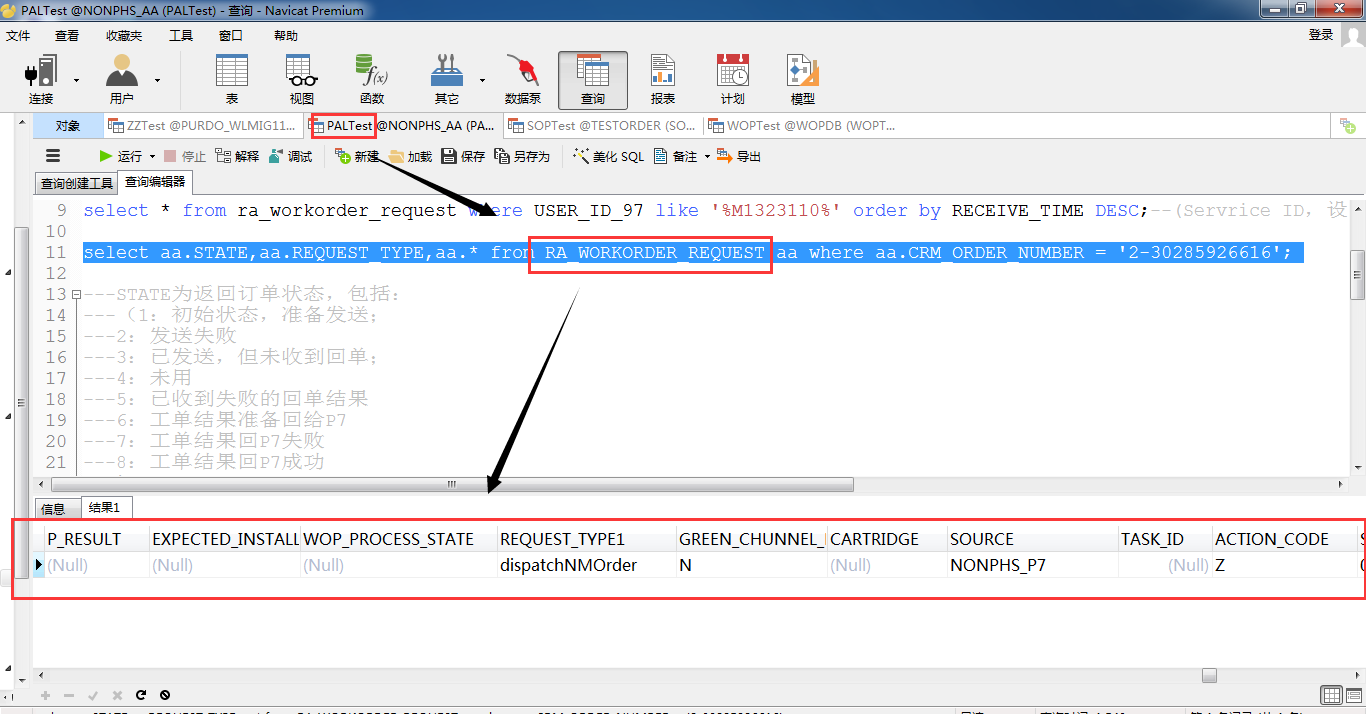 PALTest @NONPHS_AA (PALTest) - 查询 - Navicat Premium
文件 查看 收藏夹 工具 窗口 帮助 登录
连接 用户 表 视图 函数 其它 数据泵 查询 报表 计划 模型
对象 ZZTest @PURDO_WLMIG11... PALTest @NONPHS_AA (PA... SOPTest @TESTORDER (SO... WOPTest @WOPDB (WOPT...
运行 停止 解释 调试 新建 加载 保存 另存为 美化 SQL 备注 导出
查询创建工具 查询编辑器
9 select * from ra_workorder_request where USER_ID_97 like '%M1323110%' order by RECEIVE_TIME DESC;--(Servrice ID，设
10
11 select aa.STATE,aa.REQUEST_TYPE,aa.* from RA_WORKORDER_REQUEST aa where aa.CRM_ORDER_NUMBER = '2-30285926616';
12
13 ---STATE为返回订单状态，包括：
14 ---（1：初始状态，准备发送；
15 ---2：发送失败
16 ---3：已发送，但未收到回单；
17 ---4：未用
18 ---5：已收到失败的回单结果
19 ---6：工单结果准备回给P7
20 ---7：工单结果回P7失败
21 ---8：工单结果回P7成功
信息 结果1
P_RESULT EXPECTED_INSTALL WOP_PROCESS_STATE REQUEST_TYPE1 GREEN_CHUNNEL_ CARTRIDGE SOURCE TASK_ID ACTION_CODE
(Null) (Null) (Null) dispatchNMOrder N (Null) NONPHS_P7 (Null) Z